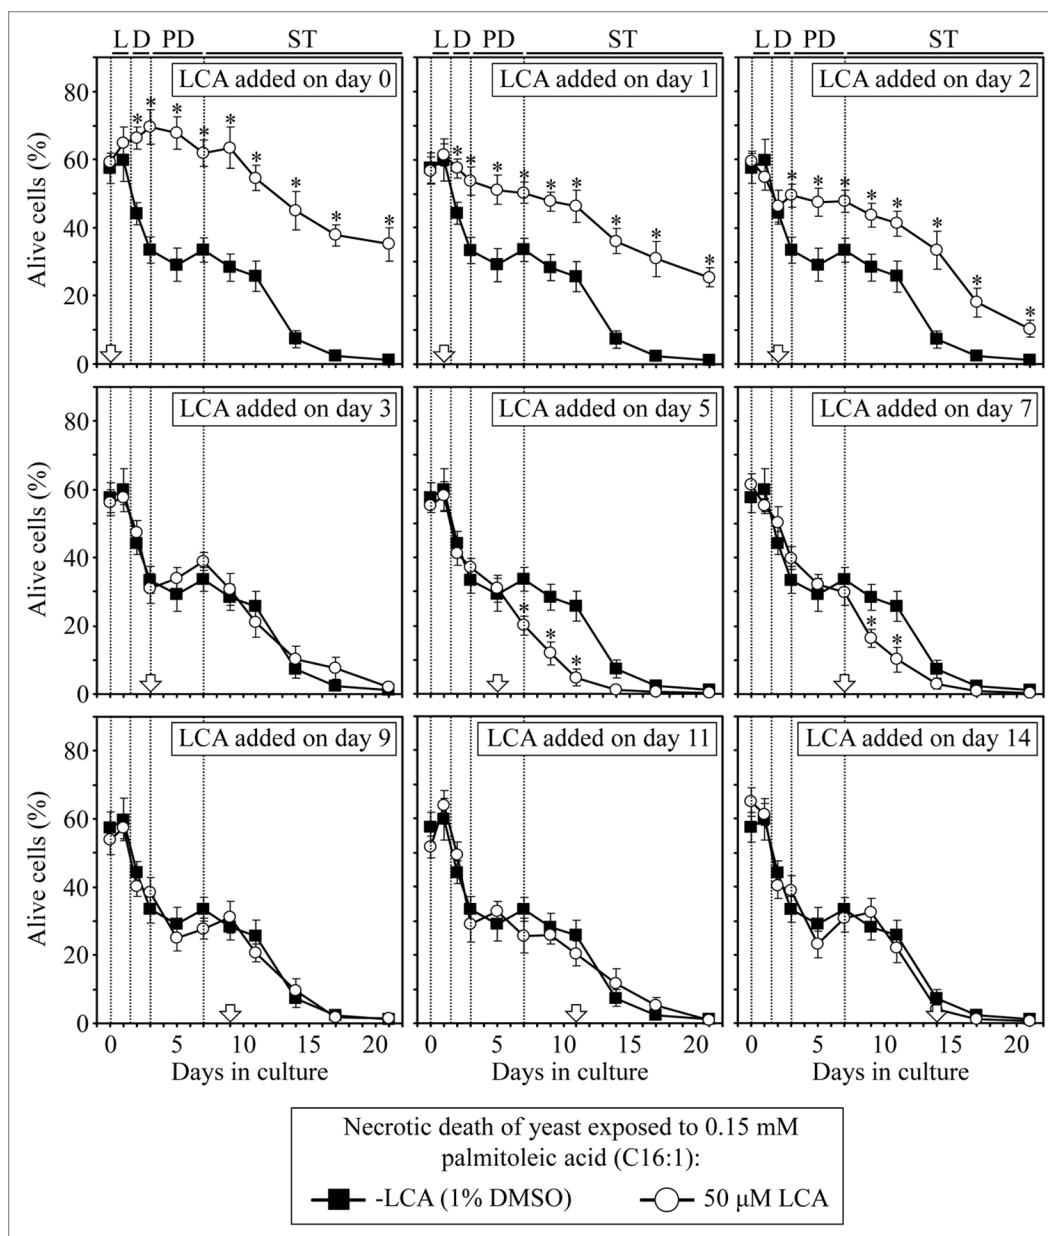 L D PD ST L D PD ST L D PD ST
LCA added on day 0 LCA added on day 1 LCA added on day 2
Alive cells (%)
80
60
40
20
0
* * * * * * * * * *
* * * * * * * * * *
* * * * * * * *
LCA added on day 3 LCA added on day 5 LCA added on day 7
Alive cells (%)
80
60
40
20
0
* * *
* *
LCA added on day 9 LCA added on day 11 LCA added on day 14
Alive cells (%)
80
60
40
20
0
0 5 10 15 20 0 5 10 15 20 0 5 10 15 20
Days in culture Days in culture Days in culture
Necrotic death of yeast exposed to 0.15 mM
palmitoleic acid (C16:1):
-LCA (1% DMSO) 50 µM LCA